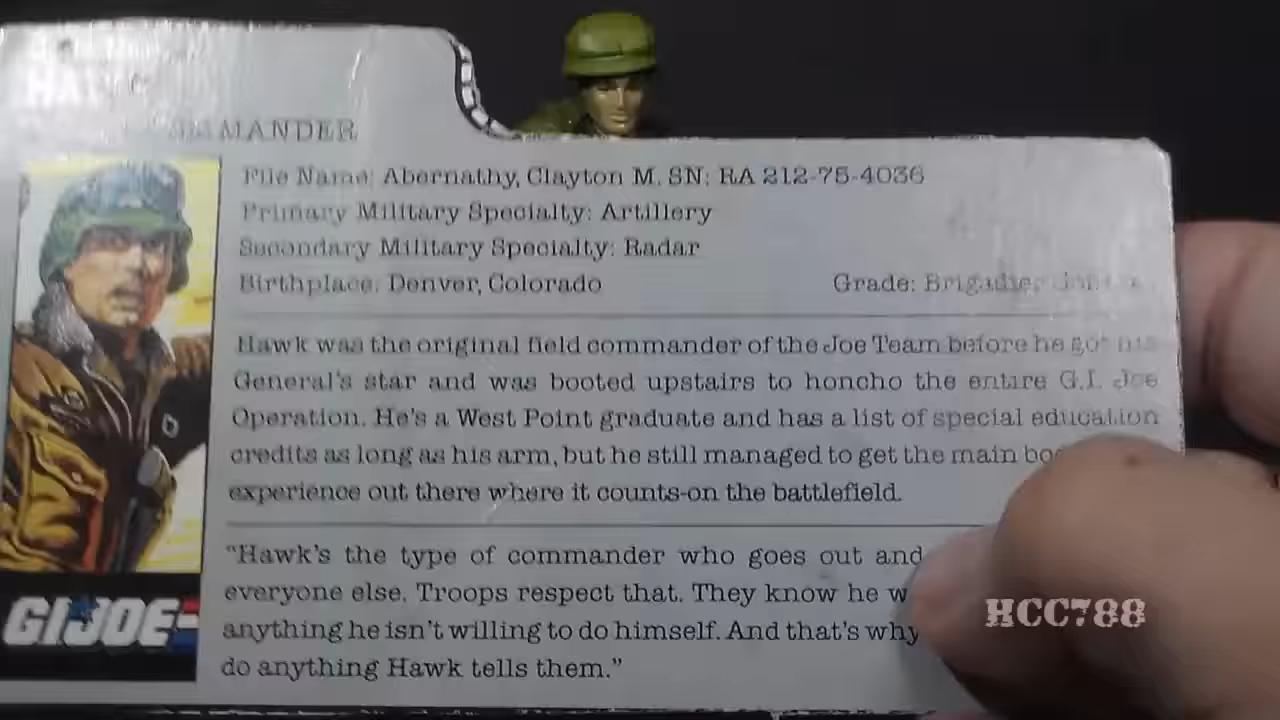 HAWK
COMMANDER
File Name: Abernathy, Clayton M. SN: RA 212-75-4036
Primary Military Specialty: Artillery
Secondary Military Specialty: Radar
Birthplace: Denver, Colorado Grade: Brigadier
Hawk was the original field commander of the Joe Team before he got his
General's star and was booted upstairs to honcho the entire G.I. Joe
Operation. He's a West Point graduate and has a list of special education
credits as long as his arm, but he still managed to get the main
experience out there where it counts-on the battlefield.
"Hawk's the type of commander who goes out and
everyone else. Troops respect that. They know he
anything he isn't willing to do himself. And that's why
do anything Hawk tells them."
GI JOE
HCC788